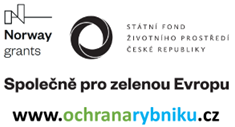 Norway
grants
STÁTNÍ FOND
ŽIVOTNÍHO PROSTŘEDÍ
ČESKÉ REPUBLIKY
Společně pro zelenou Evropu
www.ochranarybniku.cz